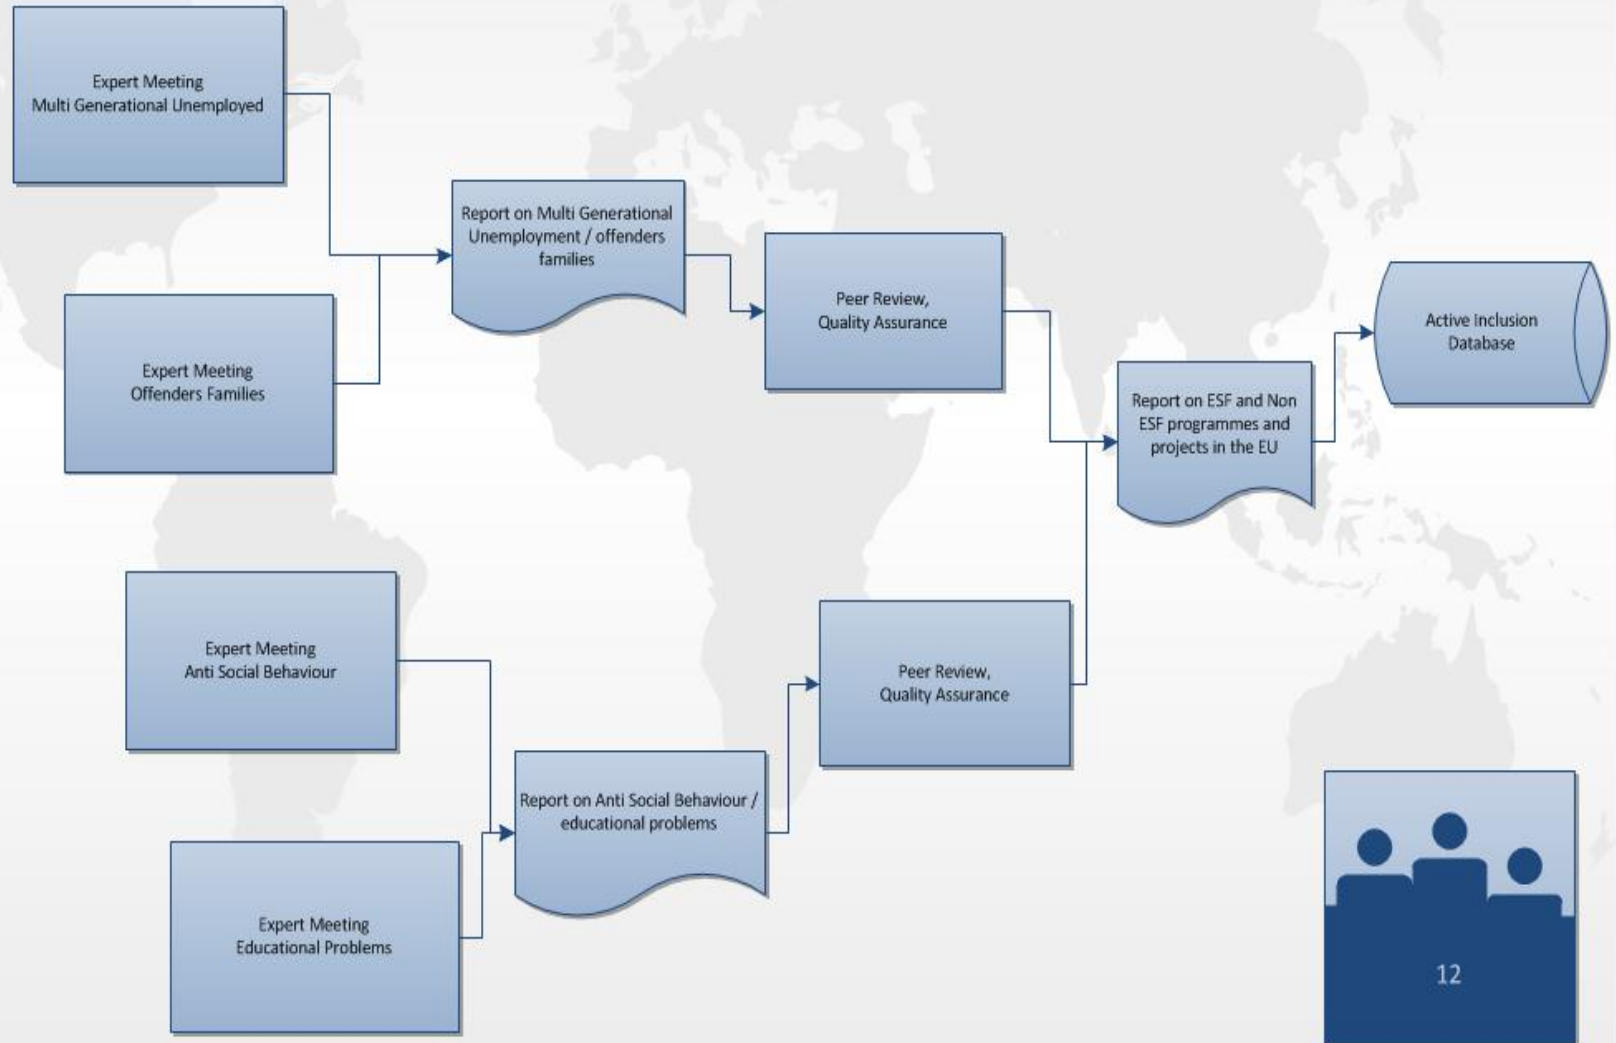 Expert Meeting
Multi Generational Unemployed
Expert Meeting
Offenders Families
Report on Multi Generational
Unemployment / offenders
families
Peer Review,
Quality Assurance
Report on ESF and Non
ESF programmes and
projects in the EU
Active Inclusion
Database
Expert Meeting
Anti Social Behaviour
Expert Meeting
Educational Problems
Report on Anti Social Behaviour /
educational problems
Peer Review,
Quality Assurance
12